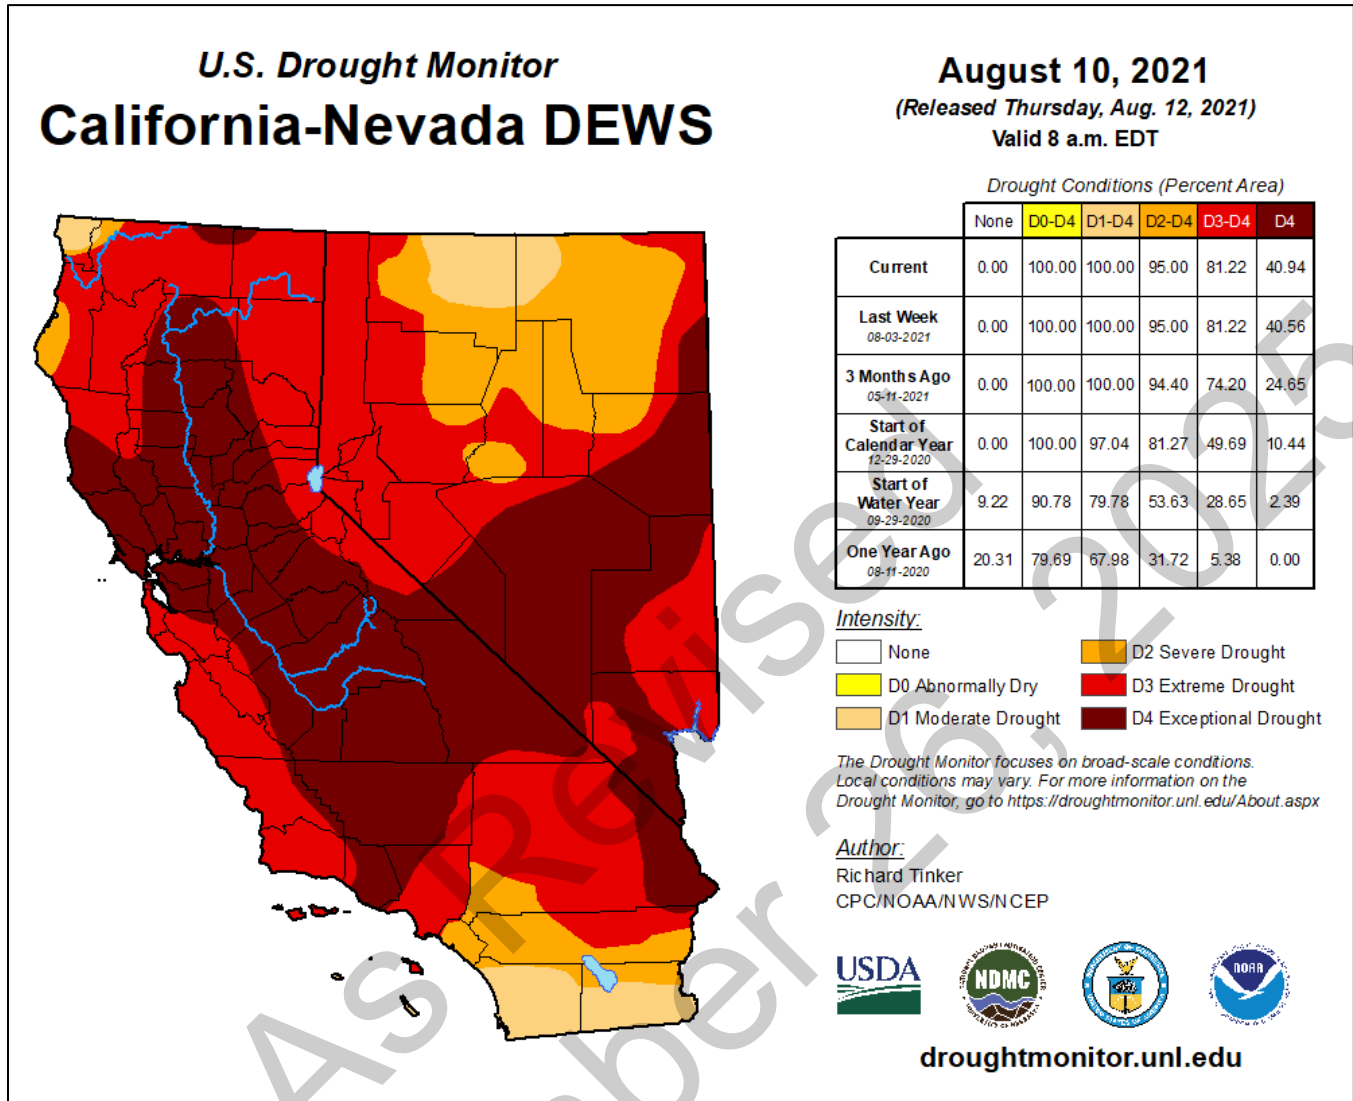 U.S. Drought Monitor
California-Nevada DEWS
August 10, 2021
(Released Thursday, Aug. 12, 2021)
Valid 8 a.m. EDT
Drought Conditions (Percent Area)
None D0-D4 D1-D4 D2-D4 D3-D4 D4
Current 0.00 100.00 100.00 95.00 81.22 40.94
Last Week 08-03-2021 0.00 100.00 100.00 95.00 81.22 40.56
3 Months Ago 05-11-2021 0.00 100.00 100.00 94.40 74.20 24.65
Start of Calendar Year 12-29-2020 0.00 100.00 97.04 81.27 49.69 10.44
Start of Water Year 09-29-2020 9.22 90.78 79.78 53.63 28.65 2.39
One Year Ago 08-11-2020 20.31 79.69 67.98 31.72 5.38 0.00
Intensity:
None
D0 Abnormally Dry
D1 Moderate Drought
D2 Severe Drought
D3 Extreme Drought
D4 Exceptional Drought
The Drought Monitor focuses on broad-scale conditions.
Local conditions may vary. For more information on the
Drought Monitor, go to https://droughtmonitor.unl.edu/About.aspx
Author:
Richard Tinker
CPC/NOAA/NWS/NCEP
USDA
NDMC
NOAA
droughtmonitor.unl.edu
As Revised
ber 26, 2025